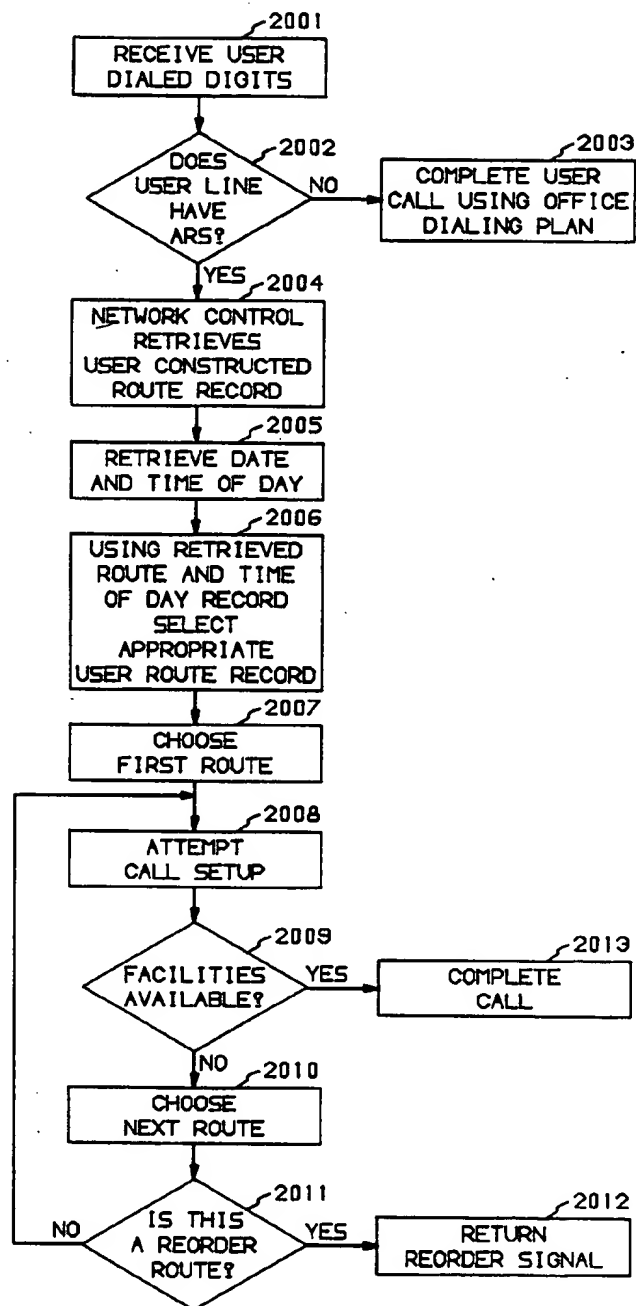 2001
RECEIVE USER
DIALED DIGITS
2002
DOES
USER LINE
HAVE
ARS?
NO
2003
COMPLETE USER
CALL USING OFFICE
DIALING PLAN
YES
2004
NETWORK CONTROL
RETRIEVES
USER CONSTRUCTED
ROUTE RECORD
2005
RETRIEVE DATE
AND TIME OF DAY
2006
USING RETRIEVED
ROUTE AND TIME
OF DAY RECORD
SELECT
APPROPRIATE
USER ROUTE RECORD
2007
CHOOSE
FIRST ROUTE
2008
ATTEMPT
CALL SETUP
2009
FACILITIES
AVAILABLE?
YES
2013
COMPLETE
CALL
NO
2010
CHOOSE
NEXT ROUTE
2011
NO
IS THIS
A REORDER
ROUTE?
YES
2012
RETURN
REORDER SIGNAL